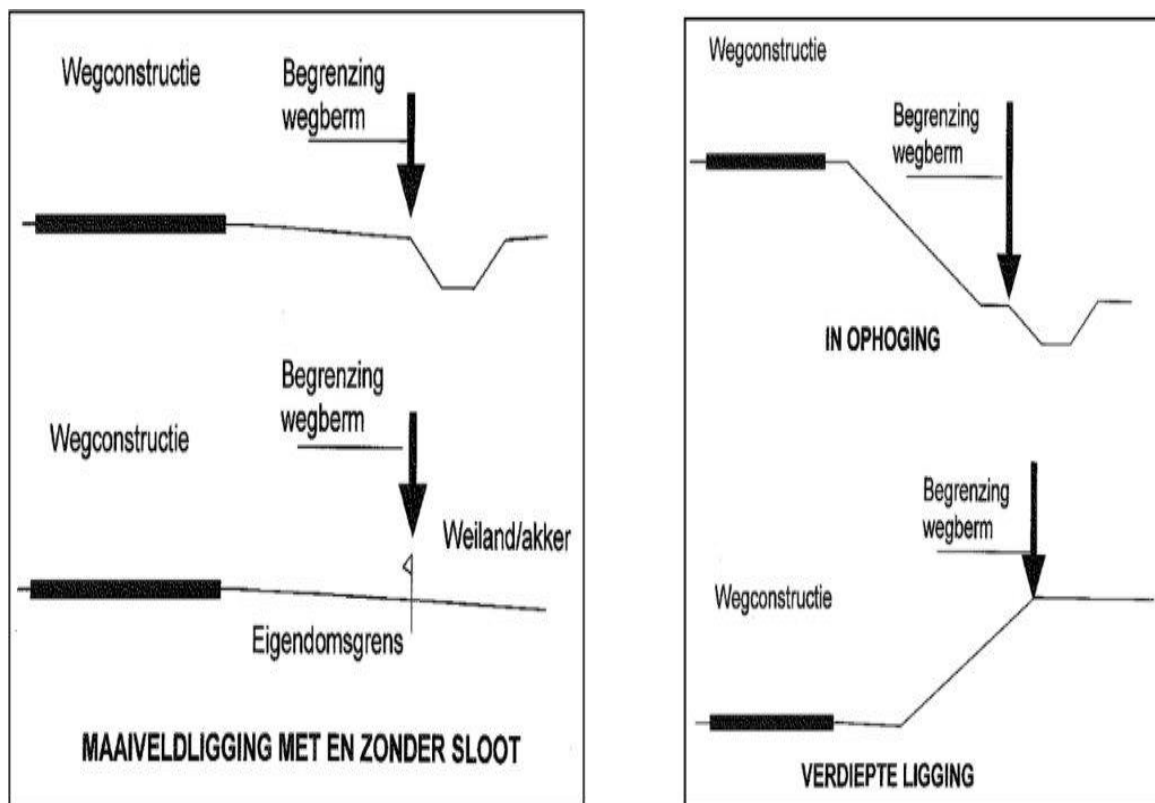 Wegconstructie
Begrenzing
wegberm
Begrenzing
wegberm
Wegconstructie
Weiland/akker
Eigendomsgrens
MAAIVELDLIGGING MET EN ZONDER SLOOT
Wegconstructie
Begrenzing
wegberm
IN OPHOGING
Begrenzing
wegberm
Wegconstructie
VERDIEPTE LIGGING